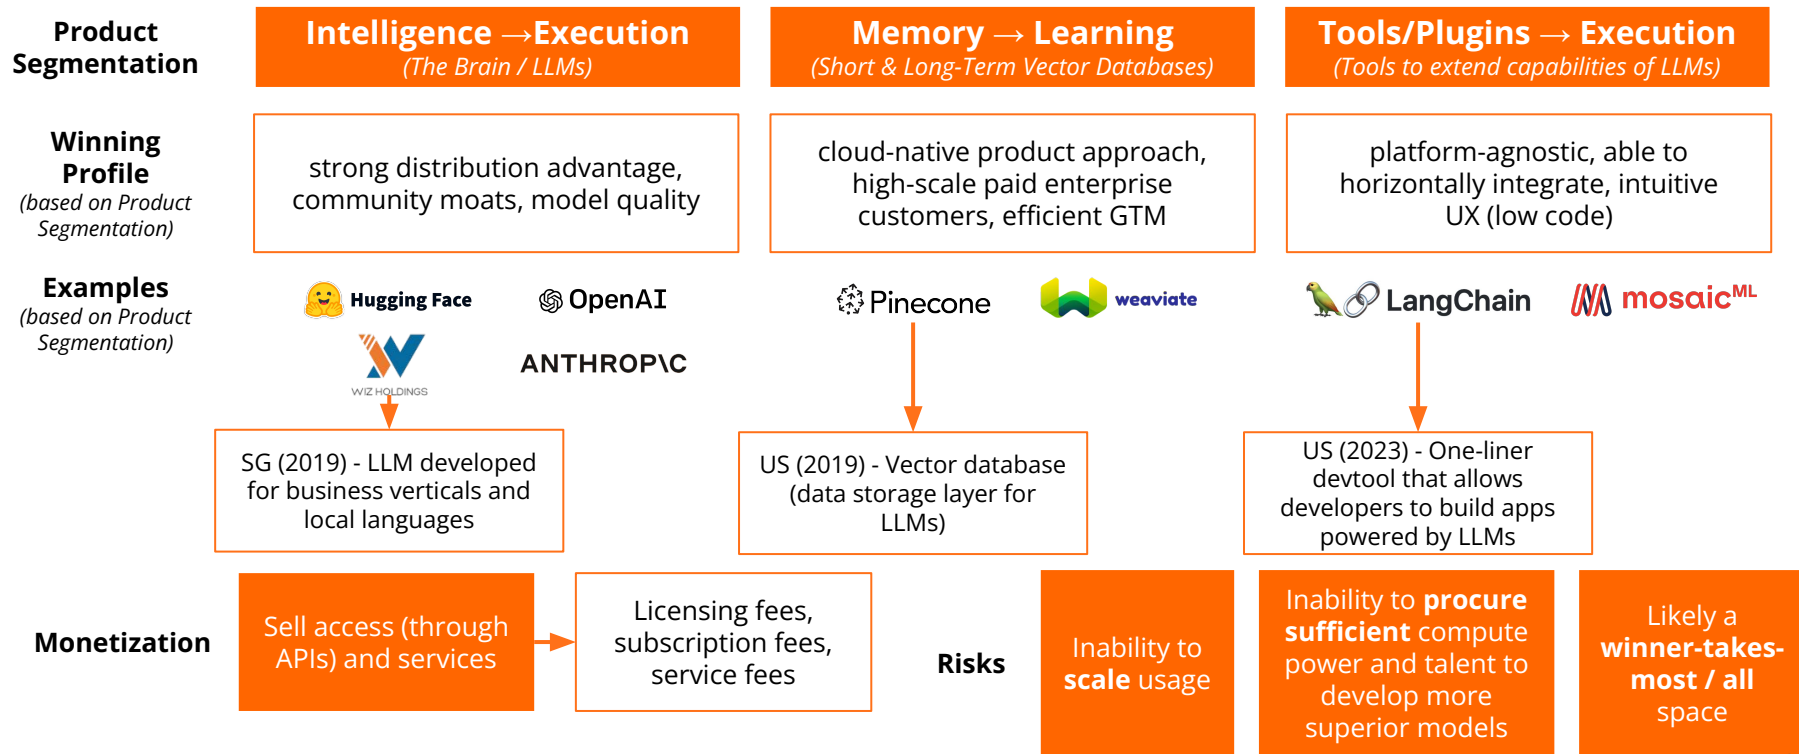 Product
Segmentation
Intelligence →Execution
(The Brain / LLMs)
Memory → Learning
(Short & Long-Term Vector Databases)
Tools/Plugins → Execution
(Tools to extend capabilities of LLMs)
Winning
Profile
(based on Product
Segmentation)
strong distribution advantage,
community moats, model quality
cloud-native product approach,
high-scale paid enterprise
customers, efficient GTM
platform-agnostic, able to
horizontally integrate, intuitive
UX (low code)
Examples
(based on Product
Segmentation)
Hugging Face
OpenAI
WIZ HOLDINGS
ANTHROP\C
Pinecone
weaviate
LangChain
mosaicML
SG (2019) - LLM developed
for business verticals and
local languages
US (2019) - Vector database
(data storage layer for
LLMs)
US (2023) - One-liner
devtool that allows
developers to build apps
powered by LLMs
Monetization
Sell access (through
APIs) and services
Licensing fees,
subscription fees,
service fees
Risks
Inability to
scale usage
Inability to procure
sufficient compute
power and talent to
develop more
superior models
Likely a
winner-takes-
most / all
space